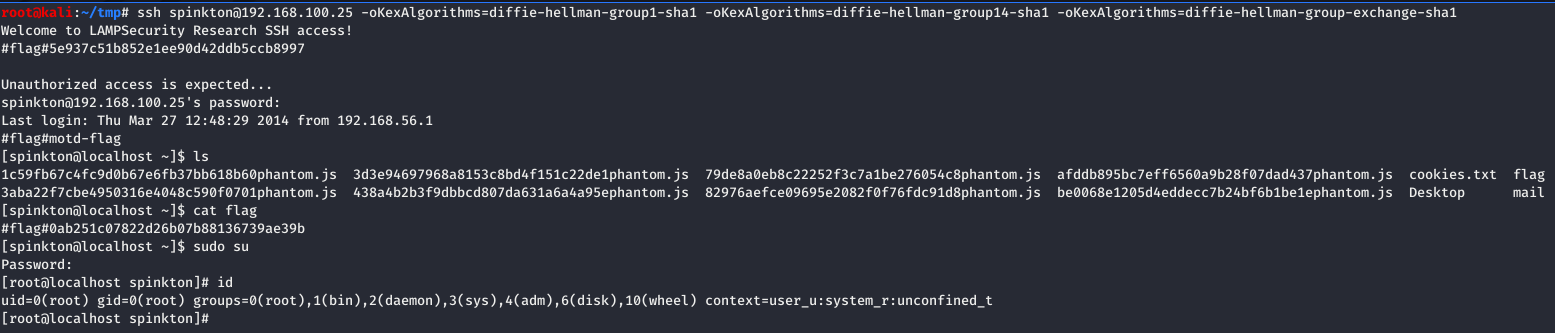 root@kali:~/tmp# ssh spinkton@192.168.100.25 -oKexAlgorithms=diffie-hellman-group1-sha1 -oKexAlgorithms=diffie-hellman-group14-sha1 -oKexAlgorithms=diffie-hellman-group-exchange-sha1
Welcome to LAMPSecurity Research SSH access!
#flag#5e937c51b852e1ee90d42ddb5ccb8997

Unauthorized access is expected...
spinkton@192.168.100.25's password:
Last login: Thu Mar 27 12:48:29 2014 from 192.168.56.1
#flag#motd-flag
[spinkton@localhost ~]$ ls
1c59fb67c4fc9d0b67e6fb37bb618b60phantom.js  3d3e94697968a8153c8bd4f151c22de1phantom.js  79de8a0eb8c22252f3c7a1be276054c8phantom.js  afddb895bc7eff6560a9b28f07dad437phantom.js  cookies.txt  flag
3aba22f7cbe4950316e4048c590f0701phantom.js  438a4b2b3f9dbbcd807da631a6a4a95ephantom.js  82976aefce09695e2082f0f76fdc91d8phantom.js  be0068e1205d4eddecc7b24bf6b1be1ephantom.js  Desktop      mail
[spinkton@localhost ~]$ cat flag
#flag#0ab251c07822d26b07b88136739ae39b
[spinkton@localhost ~]$ sudo su
Password:
[root@localhost spinkton]# id
uid=0(root) gid=0(root) groups=0(root),1(bin),2(daemon),3(sys),4(adm),6(disk),10(wheel) context=user_u:system_r:unconfined_t
[root@localhost spinkton]#